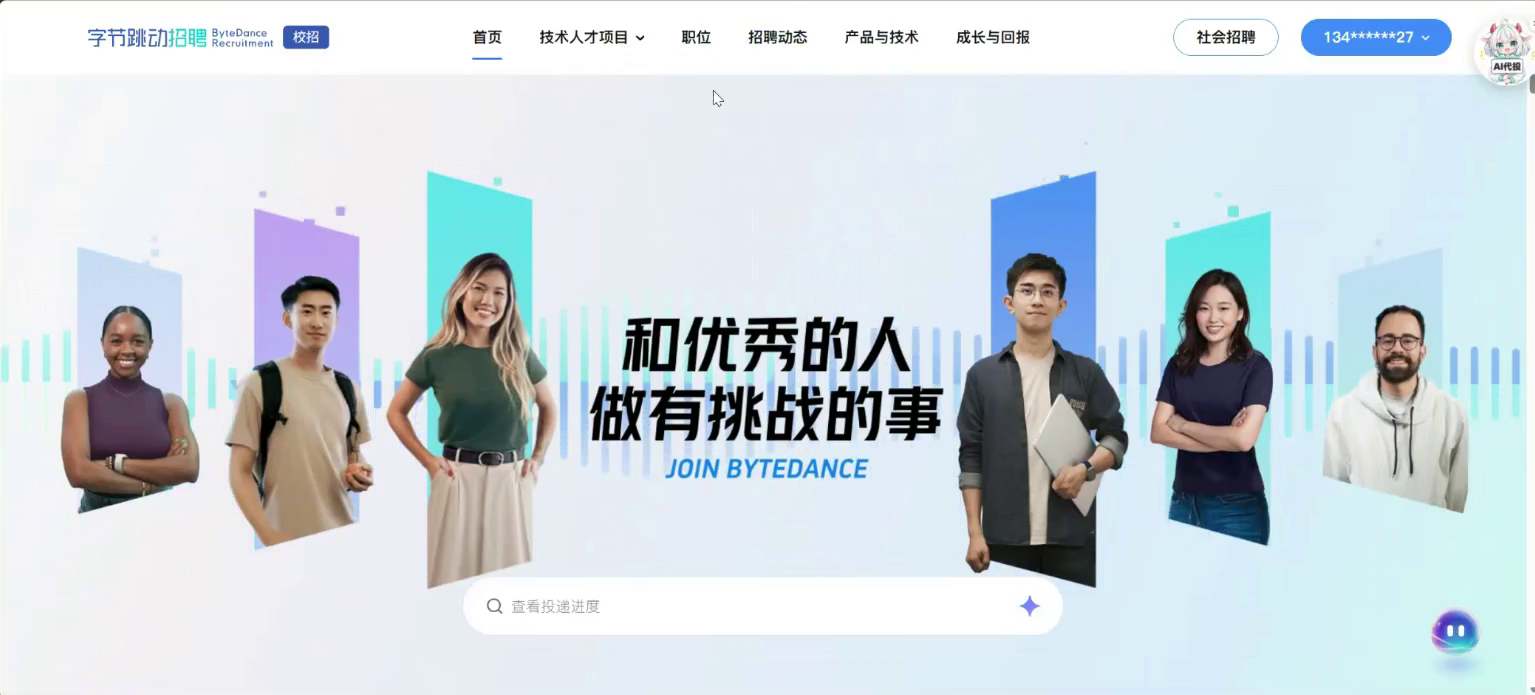 字节跳动招聘 ByteDance Recruitment 校招
首页 技术人才项目 职位 招聘动态 产品与技术 成长与回报
社会招聘 134******27
AI代投
和优秀的人
做有挑战的事
JOIN BYTEDANCE
查看投递进度